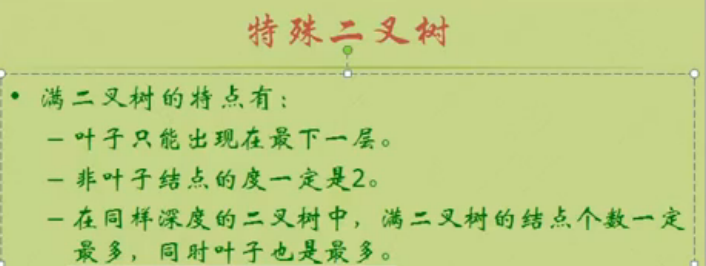 特殊二叉树
• 满二叉树的特点有：
– 叶子只能出现在最下一层。
– 非叶子结点的度一定是2。
– 在同样深度的二叉树中，满二叉树的结点个数一定
最多，同时叶子也是最多。